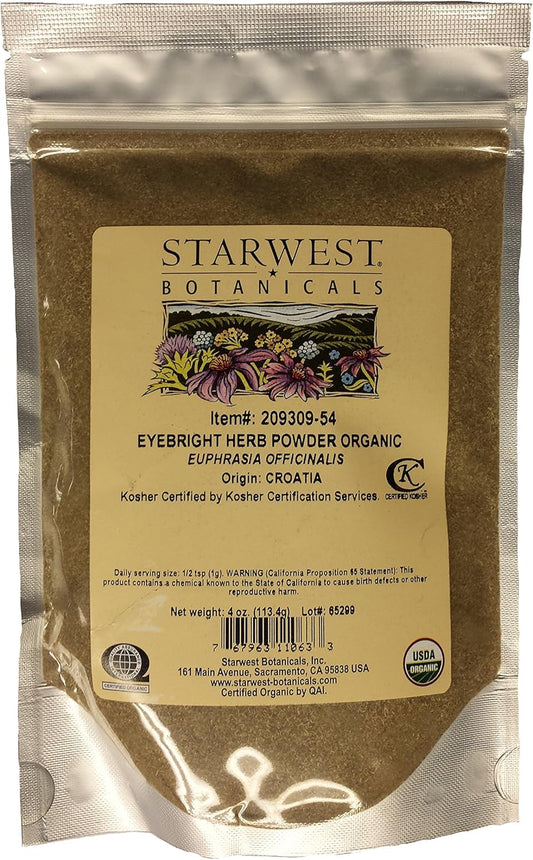 STARWEST®
BOTANICALS
Item#: 209309-54
EYEBRIGHT HERB POWDER ORGANIC
EUPHRASIA OFFICINALIS
Origin: CROATIA
Kosher Certified by Kosher Certification Services.
CK
CERTIFIED KOSHER
Daily serving size: 1/2 tsp (1g). WARNING (California Proposition 65 Statement): This
product contains a chemical known to the State of California to cause birth defects or other
reproductive harm.
Net weight: 4 oz. (113.4g) Lot#: 65299
7 67963 11063 3
Starwest Botanicals, Inc.
161 Main Avenue, Sacramento, CA 95838 USA
www.starwest-botanicals.com
Certified Organic by QAI.
CERTIFIED ORGANIC
USDA
ORGANIC